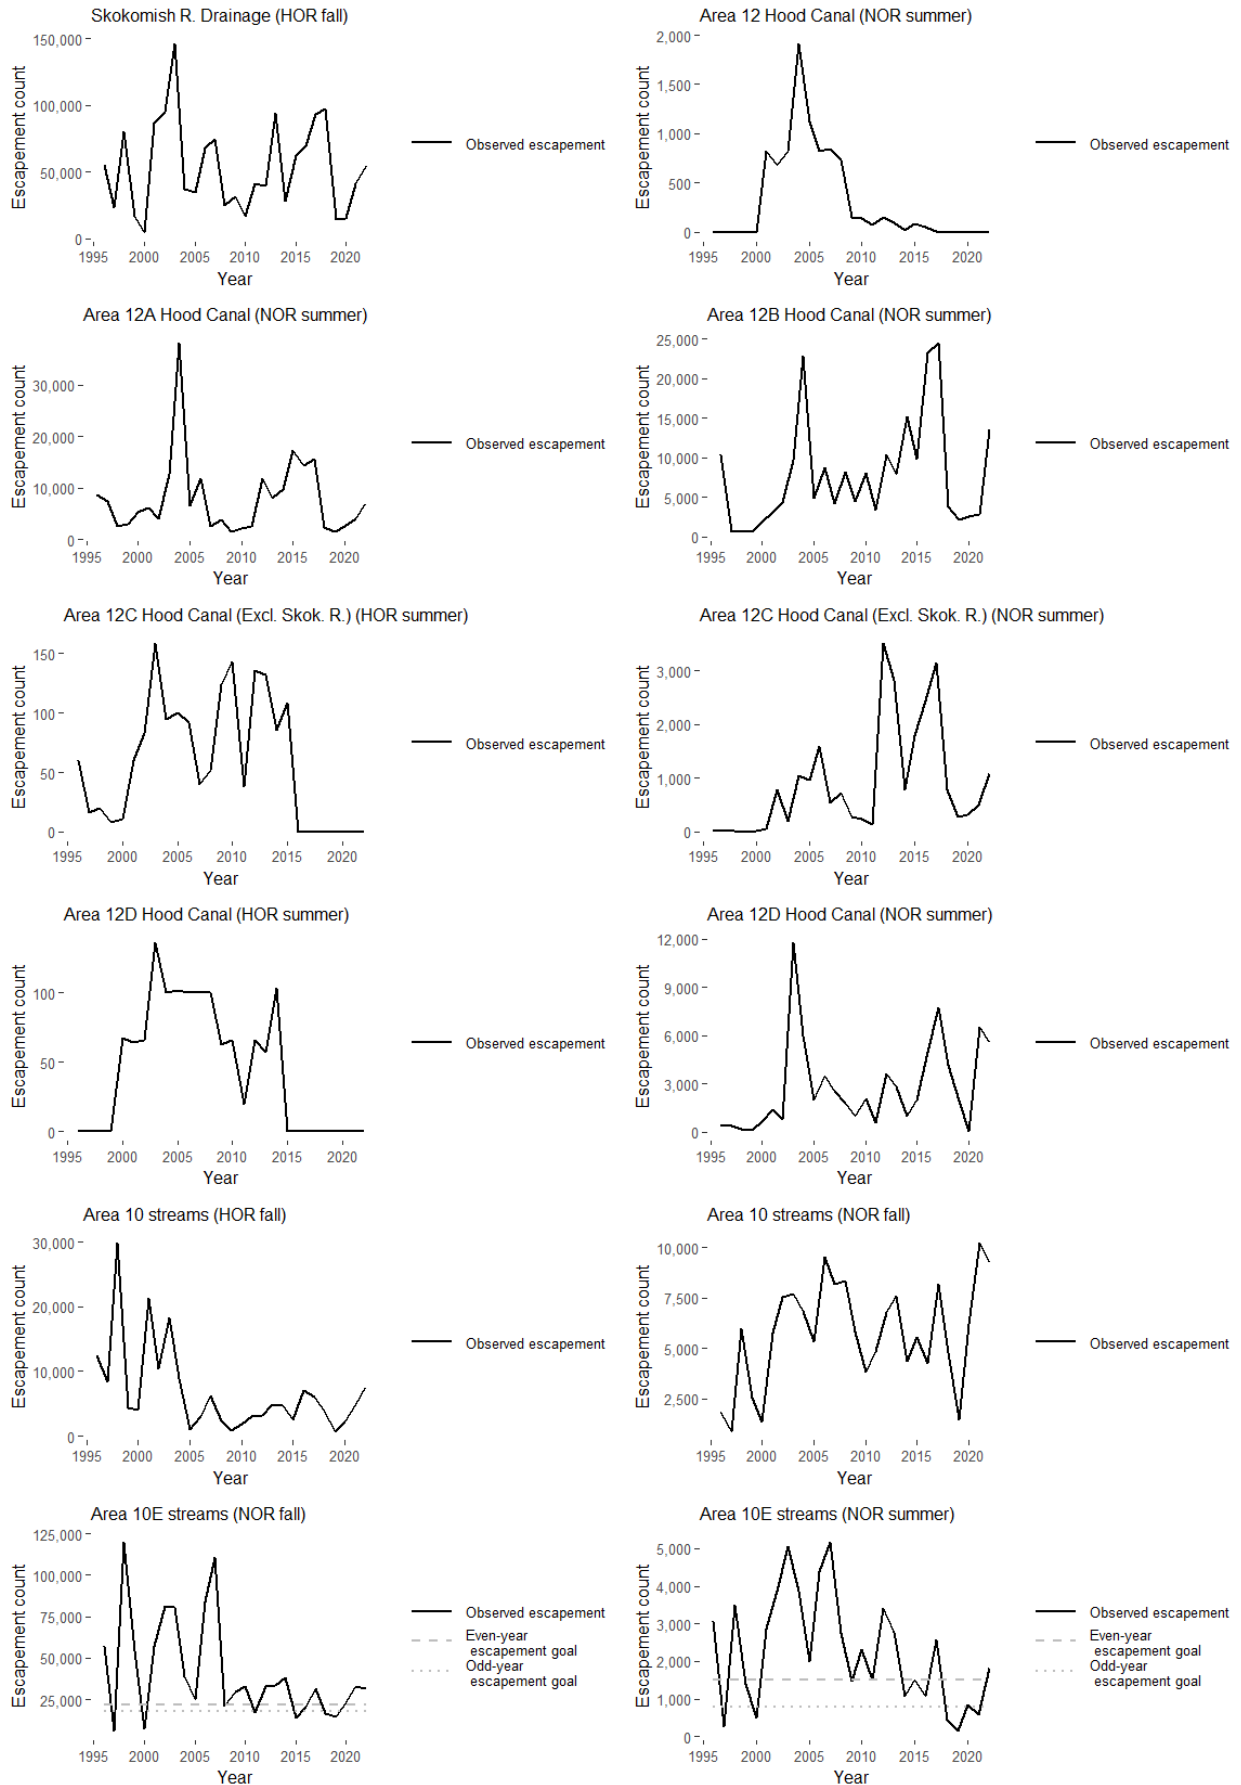 Skokomish R. Drainage (HOR fall)
Escapement count
150,000
100,000
50,000
0
1995 2000 2005 2010 2015 2020
Year
Observed escapement
Area 12 Hood Canal (NOR summer)
Escapement count
2,000
1,500
1,000
500
0
1995 2000 2005 2010 2015 2020
Year
Observed escapement
Area 12A Hood Canal (NOR summer)
Escapement count
30,000
20,000
10,000
0
1995 2000 2005 2010 2015 2020
Year
Observed escapement
Area 12B Hood Canal (NOR summer)
Escapement count
25,000
20,000
15,000
10,000
5,000
0
1995 2000 2005 2010 2015 2020
Year
Observed escapement
Area 12C Hood Canal (Excl. Skok. R.) (HOR summer)
Escapement count
150
100
50
0
1995 2000 2005 2010 2015 2020
Year
Observed escapement
Area 12C Hood Canal (Excl. Skok. R.) (NOR summer)
Escapement count
3,000
2,000
1,000
0
1995 2000 2005 2010 2015 2020
Year
Observed escapement
Area 12D Hood Canal (HOR summer)
Escapement count
100
50
0
1995 2000 2005 2010 2015 2020
Year
Observed escapement
Area 12D Hood Canal (NOR summer)
Escapement count
12,000
9,000
6,000
3,000
0
1995 2000 2005 2010 2015 2020
Year
Observed escapement
Area 10 streams (HOR fall)
Escapement count
30,000
20,000
10,000
0
1995 2000 2005 2010 2015 2020
Year
Observed escapement
Area 10 streams (NOR fall)
Escapement count
10,000
7,500
5,000
2,500
1995 2000 2005 2010 2015 2020
Year
Observed escapement
Area 10E streams (NOR fall)
Escapement count
125,000
100,000
75,000
50,000
25,000
1995 2000 2005 2010 2015 2020
Year
Observed escapement
Even-year
escapement goal
Odd-year
escapement goal
Area 10E streams (NOR summer)
Escapement count
5,000
4,000
3,000
2,000
1,000
0
1995 2000 2005 2010 2015 2020
Year
Observed escapement
Even-year
escapement goal
Odd-year
escapement goal